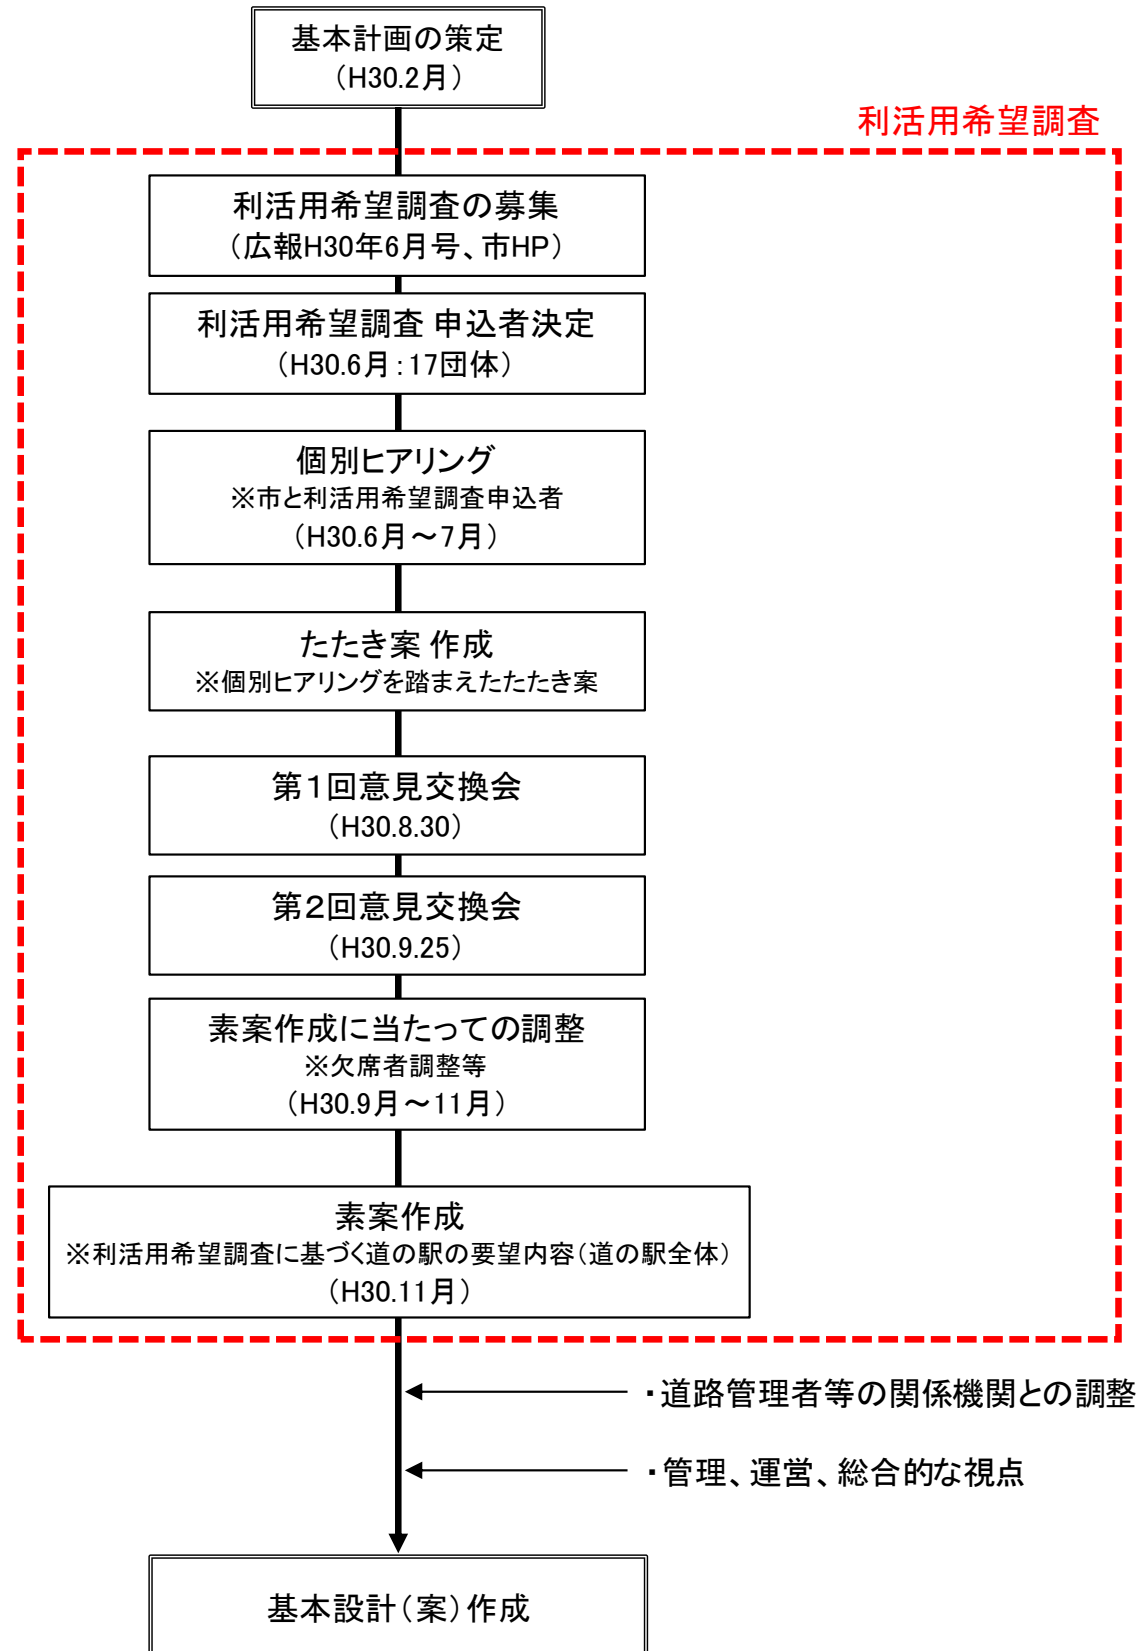 基本計画の策定
（H30.2月）
利活用希望調査
利活用希望調査の募集
（広報H30年6月号、市HP）
利活用希望調査 申込者決定
（H30.6月：17団体）
個別ヒアリング
※市と利活用希望調査申込者
（H30.6月～7月）
たたき案 作成
※個別ヒアリングを踏まえたたたき案
第１回意見交換会
（H30.8.30）
第２回意見交換会
（H30.9.25）
素案作成に当たっての調整
※欠席者調整等
（H30.9月～11月）
素案作成
※利活用希望調査に基づく道の駅の要望内容（道の駅全体）
（H30.11月）
・道路管理者等の関係機関との調整
・管理、運営、総合的な視点
基本設計（案）作成